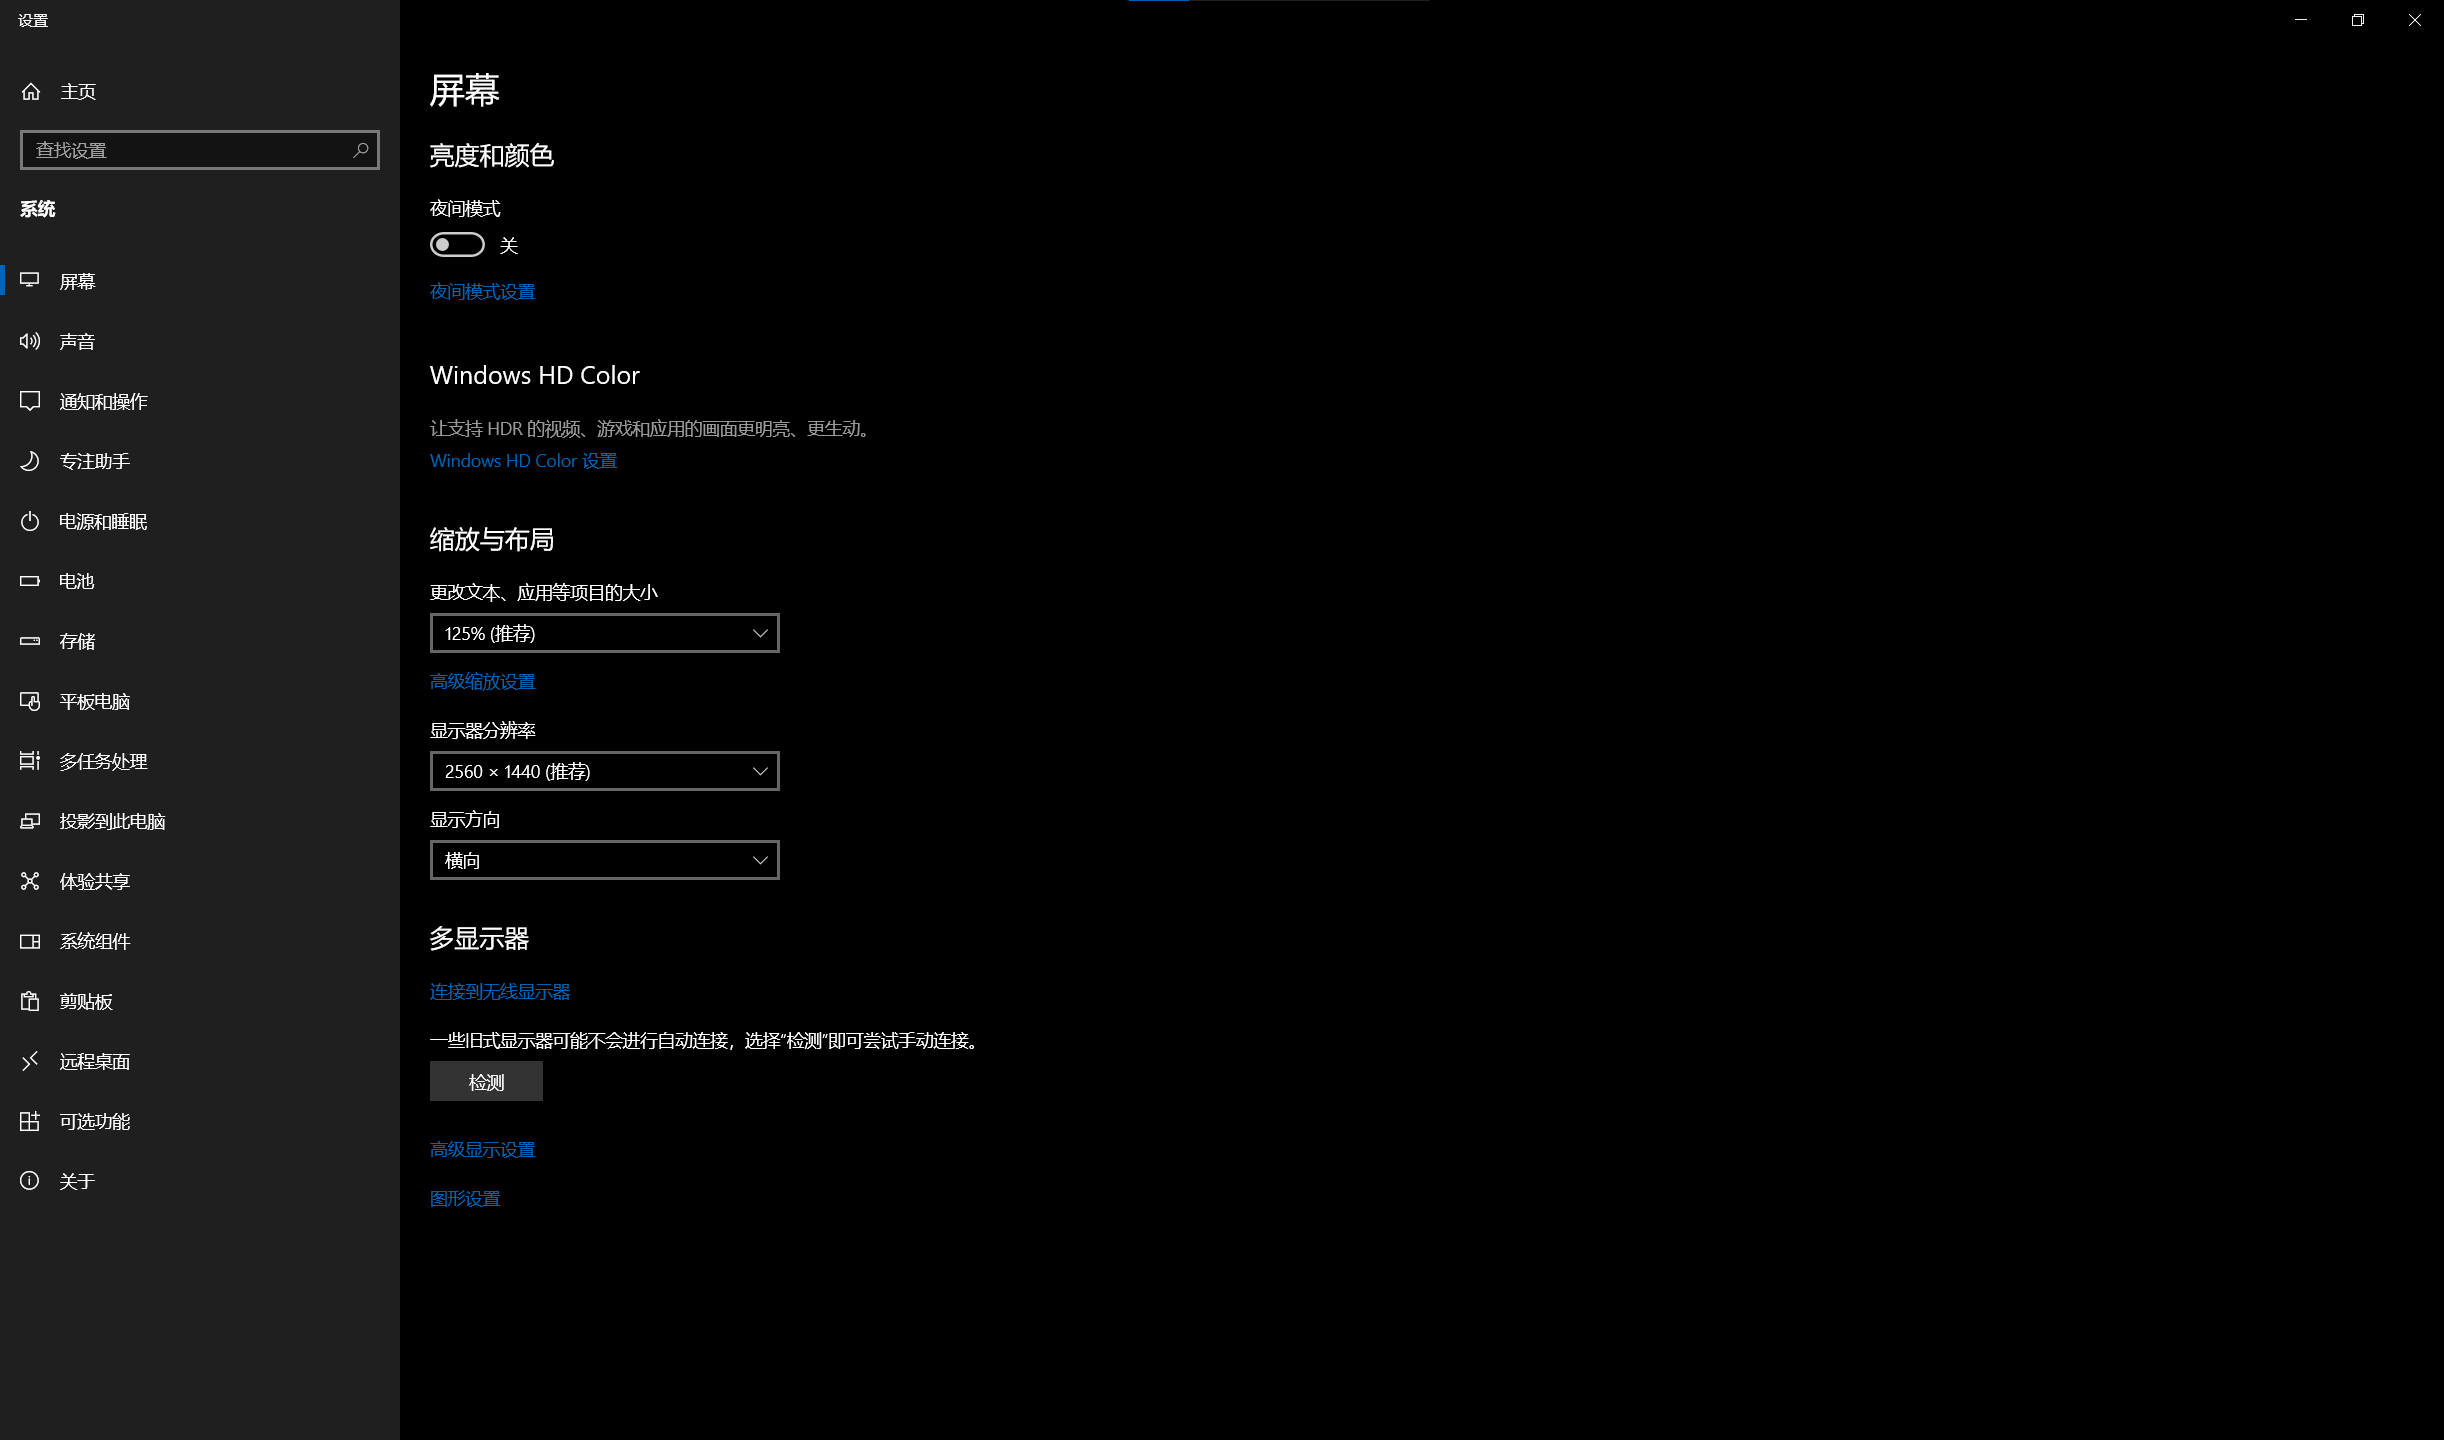 设置
主页
查找设置
系统
屏幕
声音
通知和操作
专注助手
电源和睡眠
电池
存储
平板电脑
多任务处理
投影到此电脑
体验共享
系统组件
剪贴板
远程桌面
可选功能
关于
屏幕
亮度和颜色
夜间模式
关
夜间模式设置
Windows HD Color
让支持 HDR 的视频、游戏和应用的画面更明亮、更生动。
Windows HD Color 设置
缩放与布局
更改文本、应用等项目的大小
125% (推荐)
高级缩放设置
显示器分辨率
2560 × 1440 (推荐)
显示方向
横向
多显示器
连接到无线显示器
一些旧式显示器可能不会进行自动连接，选择“检测”即可尝试手动连接。
检测
高级显示设置
图形设置